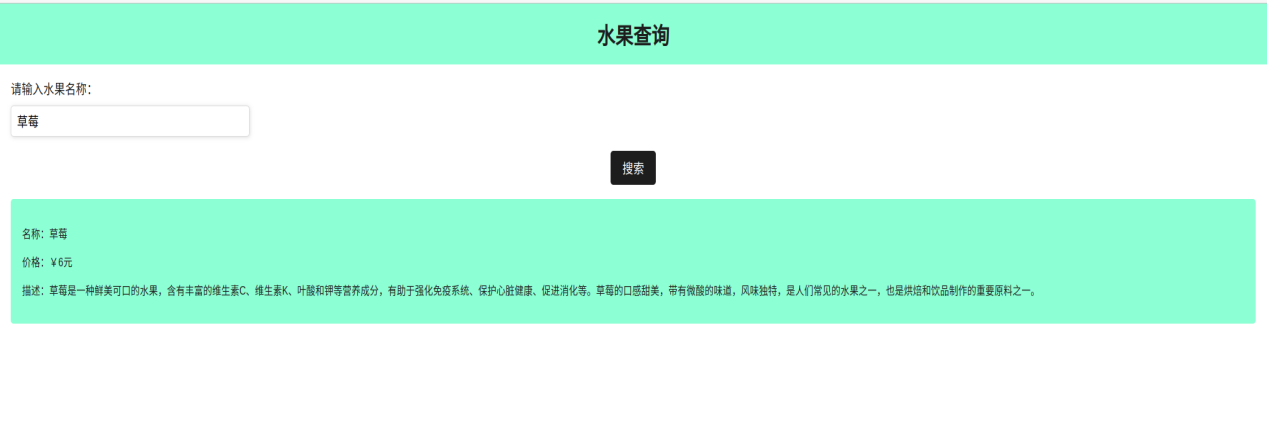 水果查询
请输入水果名称：
草莓
搜索
名称：草莓
价格：￥6元
描述：草莓是一种鲜美可口的水果，含有丰富的维生素C、维生素K、叶酸和钾等营养成分，有助于强化免疫系统、保护心脏健康、促进消化等。草莓的口感甜美，带有微酸的味道，风味独特，是人们常见的水果之一，也是烘焙和饮品制作的重要原料之一。